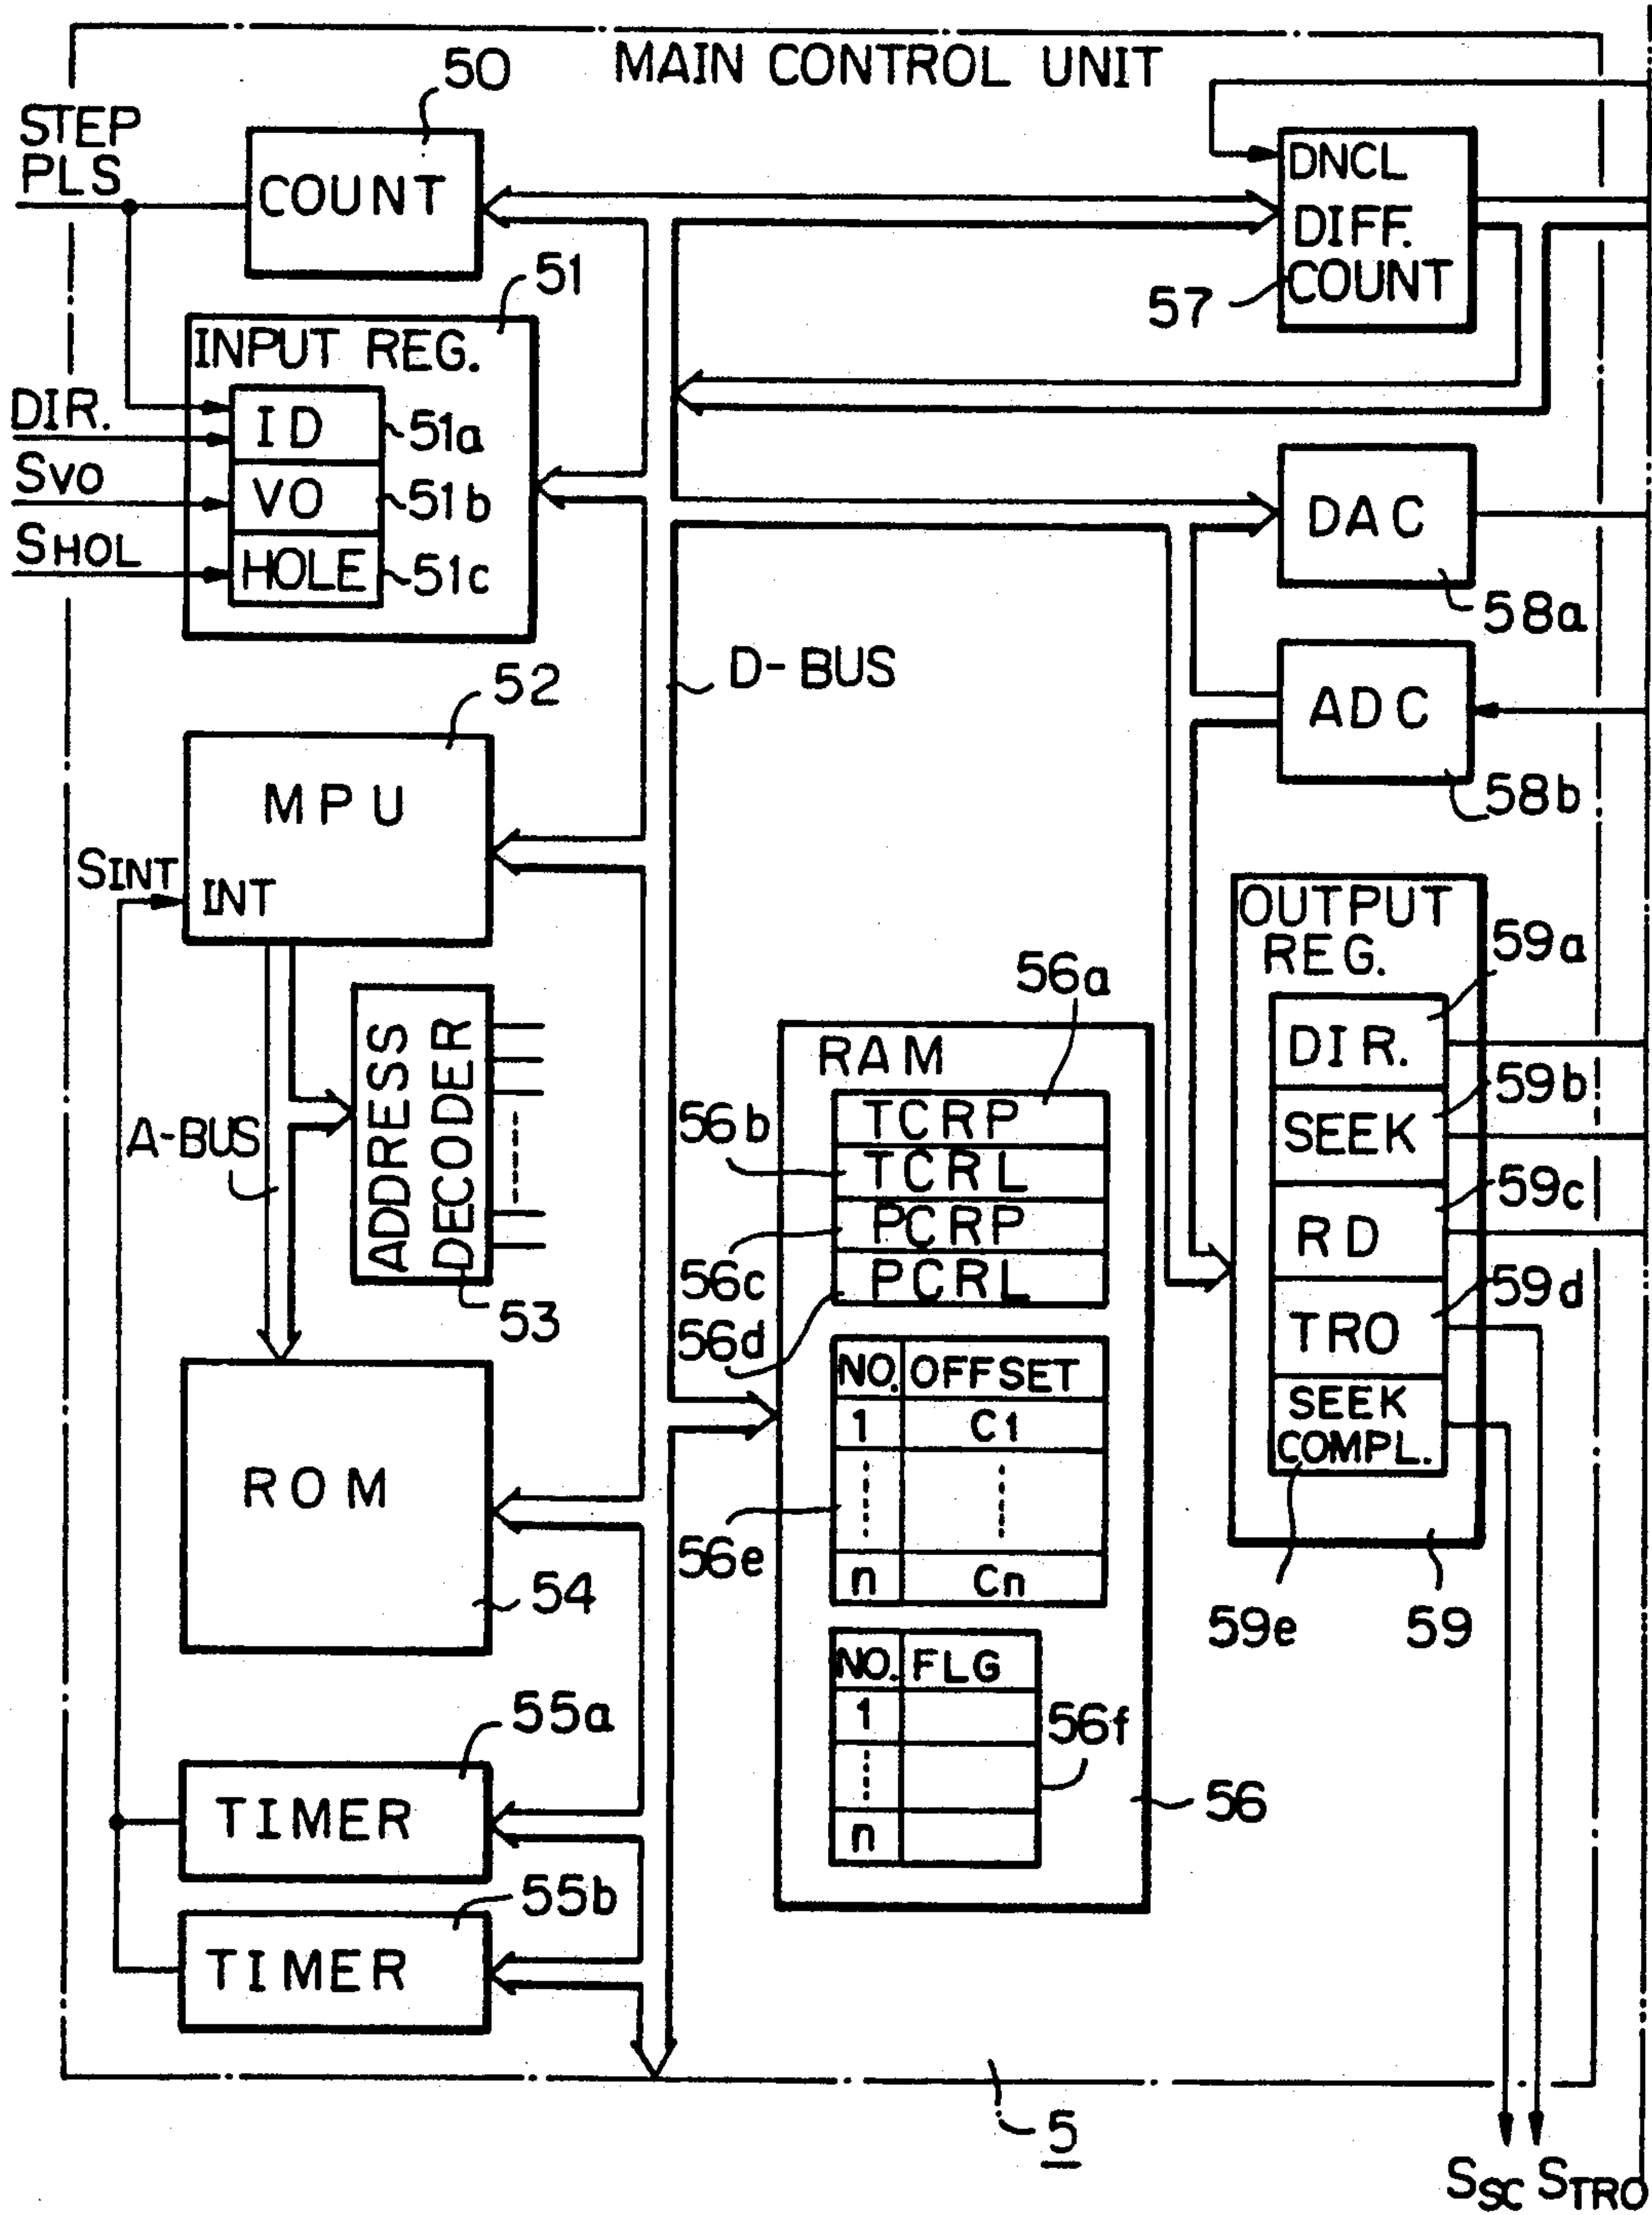 MAIN CONTROL UNIT
50
STEP
PLS
COUNT
DNCL
DIFF.
COUNT
57
51
INPUT REG.
DIR.
ID
51a
SVO
VO
51b
SHOL
HOLE
51c
DAC
58a
D-BUS
52
ADC
58b
MPU
SINT
INT
OUTPUT
REG.
59a
DIR.
59b
SEEK
59c
RD
59d
TRO
SEEK
COMPL.
59e
59
56a
RAM
56b
TCRP
TCRL
PCRP
56c
PCRL
56d
A-BUS
ADDRESS
DECODER
53
NO. OFFSET
1 C1
56e
n Cn
ROM
54
NO. FLG
1
56f
n
56
55a
TIMER
55b
TIMER
5
SSC STRO